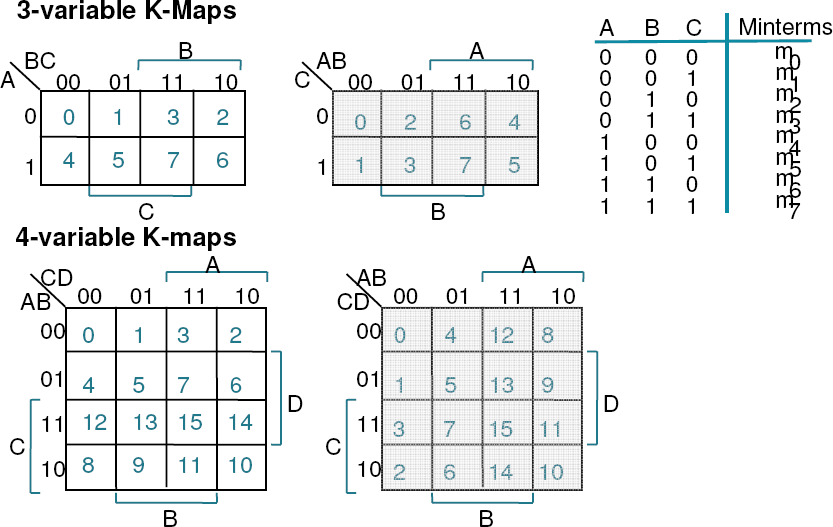 3-variable K-Maps
A B C Minterms
0 0 0 m0
0 0 1 m1
0 1 0 m2
0 1 1 m3
1 0 0 m4
1 0 1 m5
1 1 0 m6
1 1 1 m7
BC
B
A
00 01 11 10
0 0 1 3 2
1 4 5 7 6
C
AB
A
C
00 01 11 10
0 0 2 6 4
1 1 3 7 5
B
4-variable K-maps
CD
A
AB
00 01 11 10
00 0 1 3 2
01 4 5 7 6
D
11 12 13 15 14
C
10 8 9 11 10
B
AB
A
CD
00 01 11 10
00 0 4 12 8
01 1 5 13 9
D
11 3 7 15 11
C
10 2 6 14 10
B